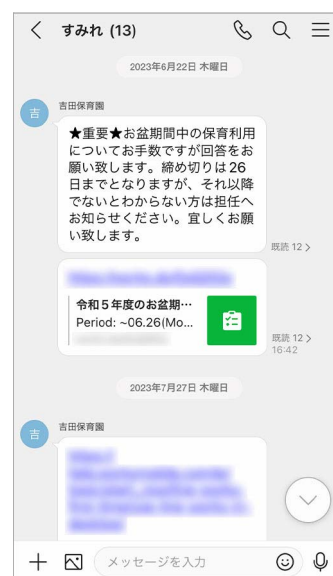 すみれ (13)
2023年6月22日 木曜日
吉
吉田保育園
★重要★お盆期間中の保育利用
についてお手数ですが回答をお
願い致します。締め切りは26
日までとなりますが、それ以降
でないとわからない方は担任へ
お知らせください。宜しくお願
い致します。
既読 12 >
令和5年度のお盆期…
Period: ~06.26(Mo...
既読 12 >
16:42
2023年7月27日 木曜日
吉
吉田保育園
メッセージを入力